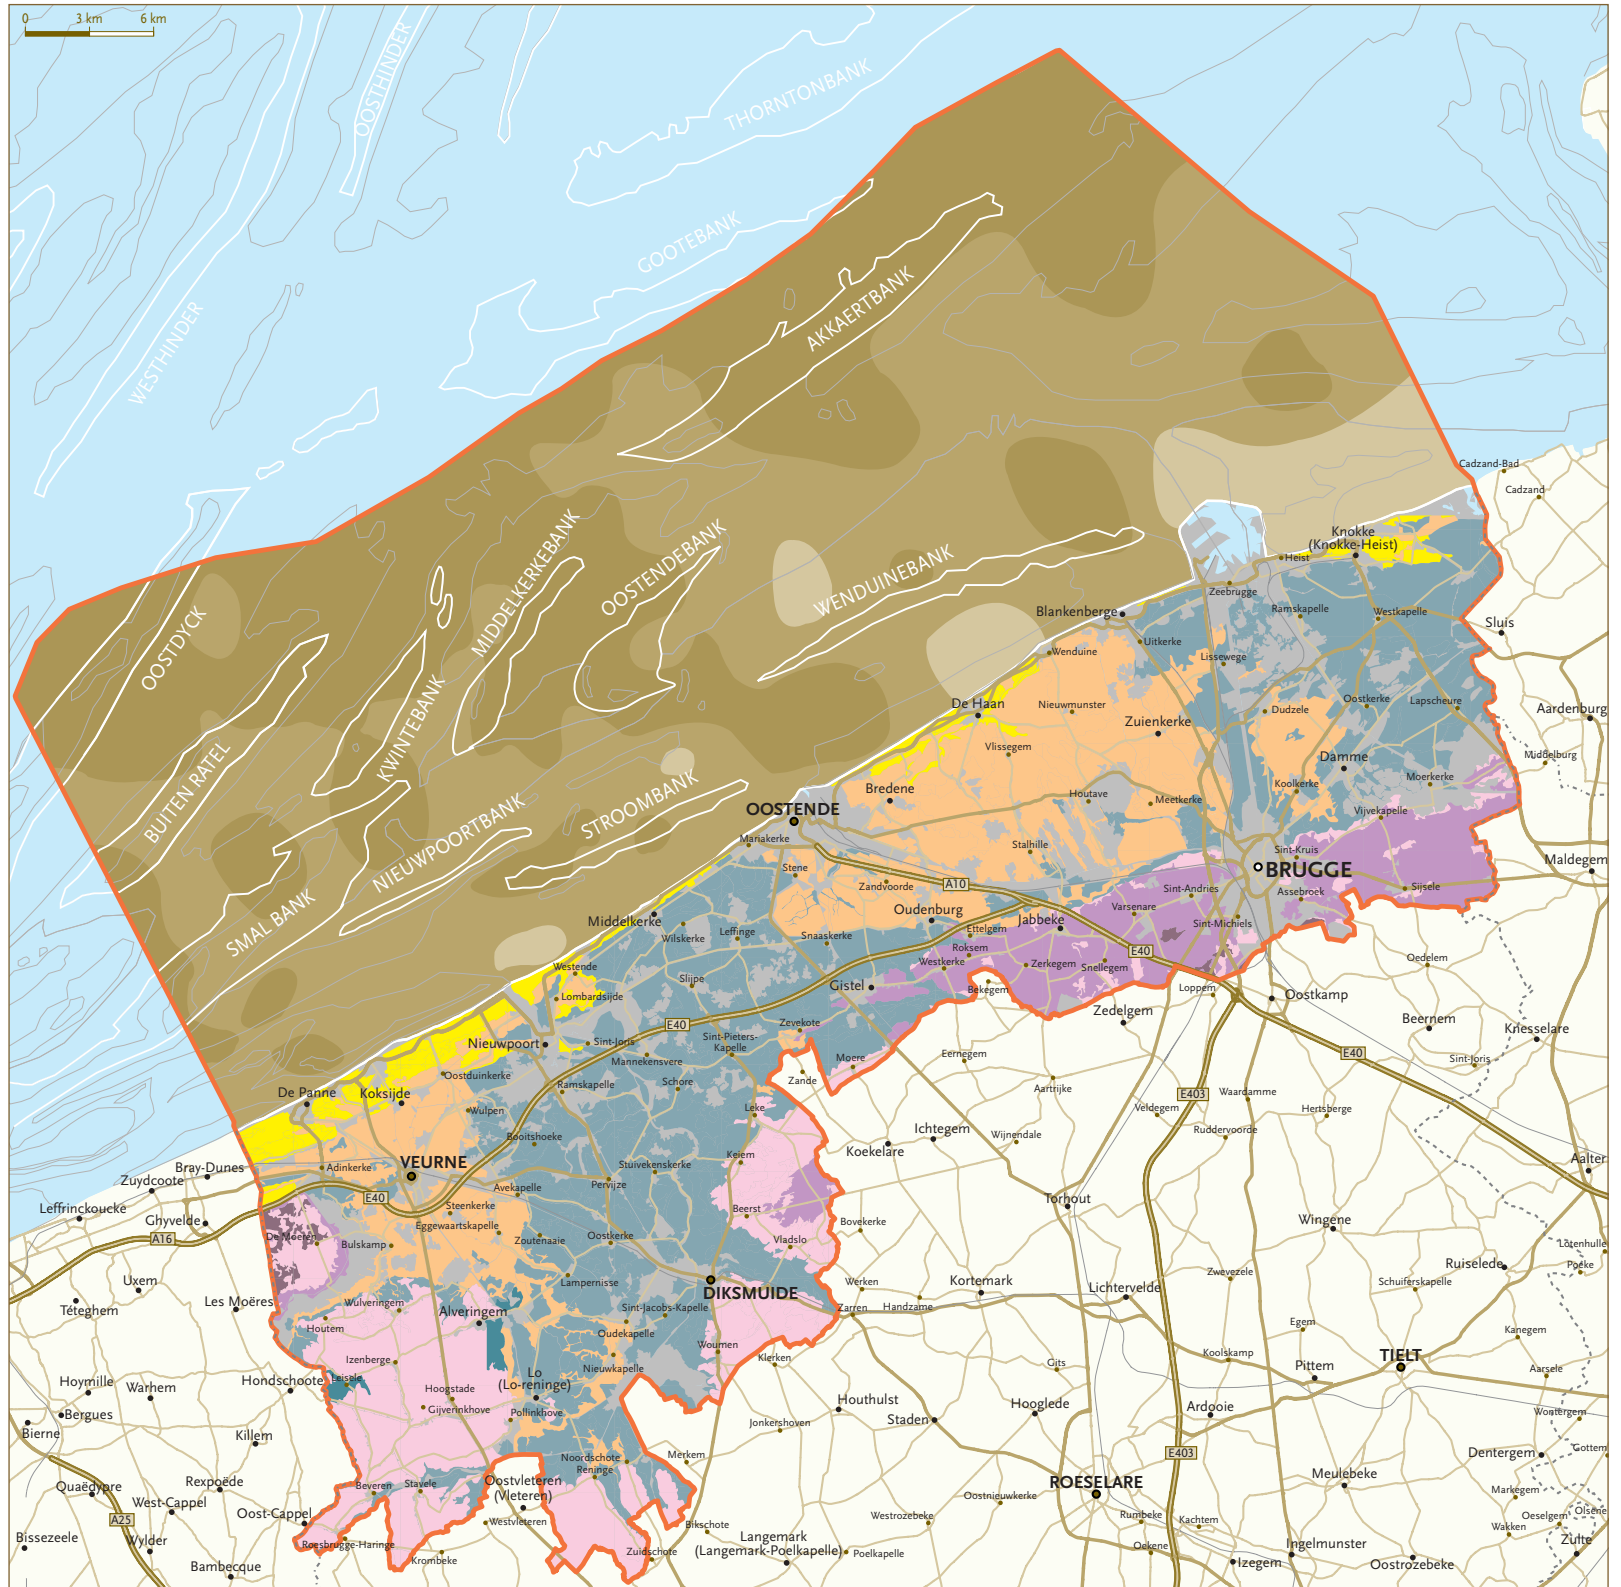 0
3 km
6 km
OOSTHINDER
THORNTONBANK
GOOTEBANK
AKKAERTBANK
WESTHINDER
Cadzand-Bad
Cadzand
Knokke
(Knokke-Heist)
Heist
MIDDELKERKEBANK
OOSTENDEBANK
WENDUINEBANK
Zeebrugge
Ramskapelle
Westkapelle
Blankenberge
Sluis
OOSTDYCK
Uitkerke
Wenduine
Lissewege
De Haan
Nieuwmunster
Zuienkerke
Dudzele
Oostkerke
Lapscheure
Aardenburg
KWINTEBANK
BUITEN RATEL
Vlissegem
Damme
Middelburg
Bredene
Houtave
Meetkerke
Koolkerke
Moerkerke
NIEUWPOORTBANK
STROOMBANK
OOSTENDE
Vijvekapelle
Mariakerke
Stalhille
Sint-Kruis
BRUGGE
Maldegem
Stene
Zandvoorde
A10
Sint-Andries
Assebroek
Sijsele
SMAL BANK
Middelkerke
Oudenburg
Jabbeke
Varsenare
Sint-Michiels
Wilskerke
Leffinge
Snaaskerke
Ettelgem
Roksem
E40
Westkerke
Zerkegem
Snellegem
Oedelem
Westende
Slijpe
Gistel
Bekegem
Loppem
Oostkamp
Lombardsijde
Zedelgem
Beernem
Knesselare
E40
Zevekote
Nieuwpoort
Sint-Joris
Sint-Pieters-
Kapelle
Mannekensvere
Moere
Eernegem
E40
Sint-Joris
Oostduinkerke
Ramskapelle
Schore
Zande
Aartrijke
De Panne
Koksijde
E403
Waardamme
Wulpen
Leke
Veldegem
Hertsberge
Ichtegem
Wijnendale
Ruddervoorde
Booitshoeke
Koekelare
Keiem
Aalter
Bray-Dunes
Adinkerke
VEURNE
Stuivekenskerke
Zuydcoote
Avekapelle
Pervijze
E40
Leffrinckoucke
Steenkerke
Beerst
Torhout
Ghyvelde
Eggewaartskapelle
Bovekerke
Wingene
A16
De Moeren
Bulskamp
Zoutenaaie
Oostkerke
Vladslo
Lotenhulle
Ruiselede
Poeke
Uxem
Lampernisse
DIKSMUIDE
Werken
Kortemark
Lichtervelde
Zwevezele
Schuiferskapelle
Téteghem
Les Moëres
Wulveringem
Alveringem
Sint-Jacobs-Kapelle
Zarren
Handzame
Houtem
Oudekapelle
Egem
Kanegem
Woumen
Izenberge
Klerken
Koolskamp
TIELT
Nieuwkapelle
Gits
Pittem
Aarsele
Hoymille
Warhem
Hondschoote
Leisele
Lo
(Lo-reninge)
Hoogstade
Houthulst
Hooglede
Ardooie
Bergues
Gijverinkhove
Pollinkhove
Jonkershoven
Staden
Wontergem
Bierne
Killem
Merkem
E403
Dentergem
Gottem
Noordschote
Reninge
Quaëdypre
Rexpoëde
Beveren
Stavele
Oostvleteren
(Vleteren)
ROESELARE
Meulebeke
West-Cappel
Oostnieuwkerke
Markegem
Oost-Cappel
A25
Westvleteren
Bikschote
Westrozebeke
Rumbeke
Kachtem
Oeselgem
Olsene
Wakken
Bissezeele
Wylder
Roesbrugge-Haringe
Langemark
(Langemark-Poelkapelle)
Poelkapelle
Oekene
Ingelmunster
Zulte
Bambecque
Krombeke
Zuidschote
Izegem
Oostrozebeke